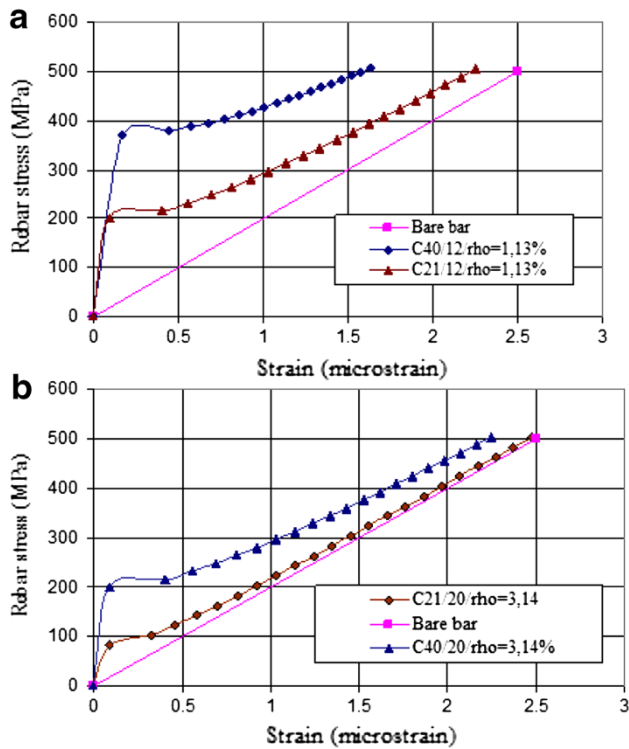 a
600
500
400
300
200
100
0
Rebar stress (MPa)
Bare bar
C40/12/rho=1,13%
C21/12/rho=1,13%
0 0.5 1 1.5 2 2.5 3
Strain (microstrain)
b
600
500
400
300
200
100
0
Rebar stress (MPa)
C21/20/rho=3,14
Bare bar
C40/20/rho=3,14%
0 0.5 1 1.5 2 2.5 3
Strain (microstrain)